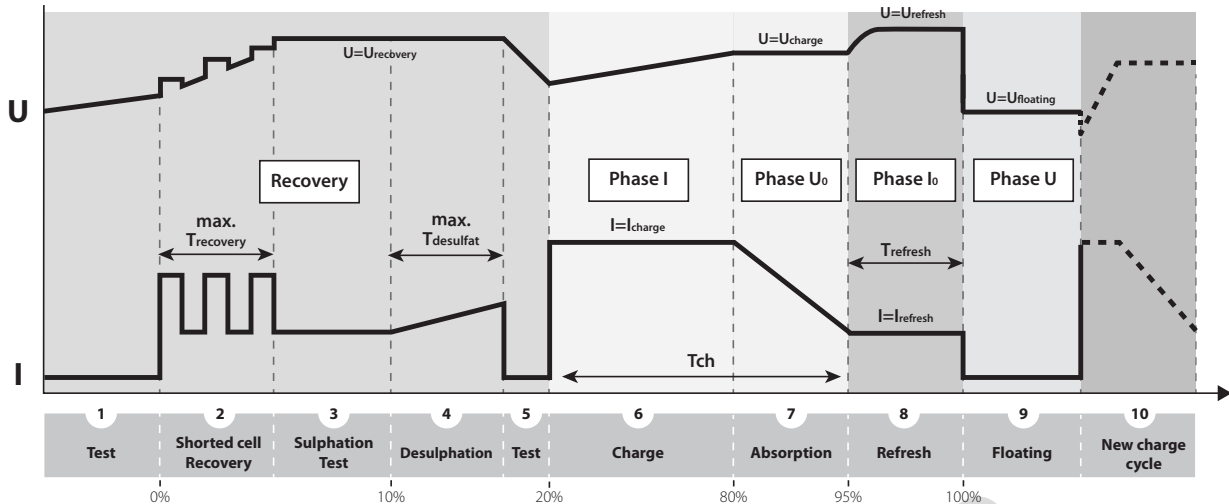 U=Urefresh
U=Urecovery
U=Ucharge
U
U=Ufloating
Recovery
Phase I
Phase U0
Phase I0
Phase U
max.
Trecovery
max.
Tdesulfat
I=Icharge
Trefresh
I=Irefresh
Tch
I
1 2 3 4 5 6 7 8 9 10
Test
Shorted cell
Recovery
Sulphation
Test
Desulphation
Test
Charge
Absorption
Refresh
Floating
New charge
cycle
0% 10% 20% 80% 95% 100%